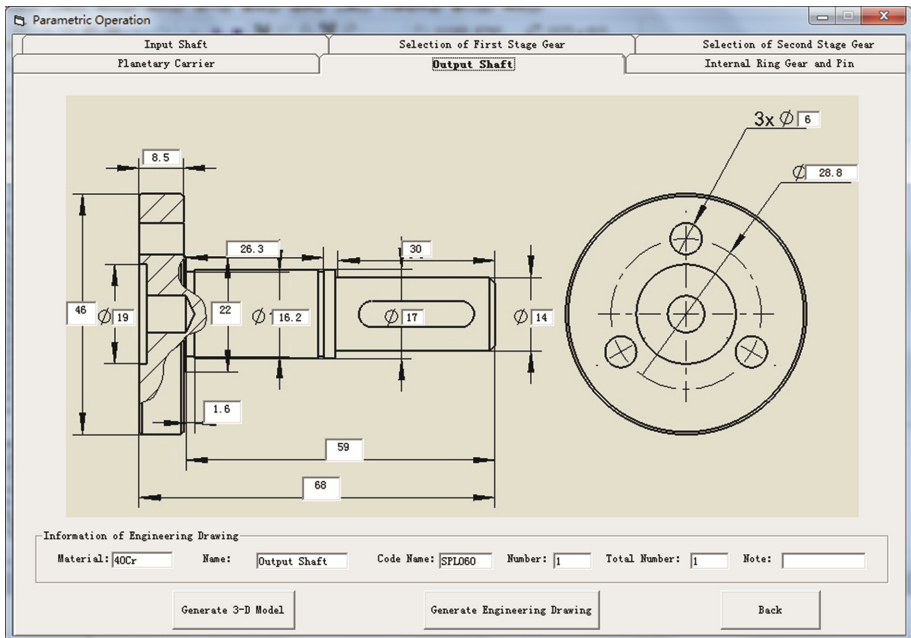 Parametric Operation
Input Shaft
Selection of First Stage Gear
Selection of Second Stage Gear
Planetary Carrier
Output Shaft
Internal Ring Gear and Pin
3x ∅ 6
8.5
∅ 28.8
26.3
30
46
∅ 19
22
∅ 16.2
∅ 17
∅ 14
1.6
59
68
Information of Engineering Drawing
Material: 40Cr Name: Output Shaft Code Name: SPL060 Number: 1 Total Number: 1 Note:
Generate 3-D Model
Generate Engineering Drawing
Back